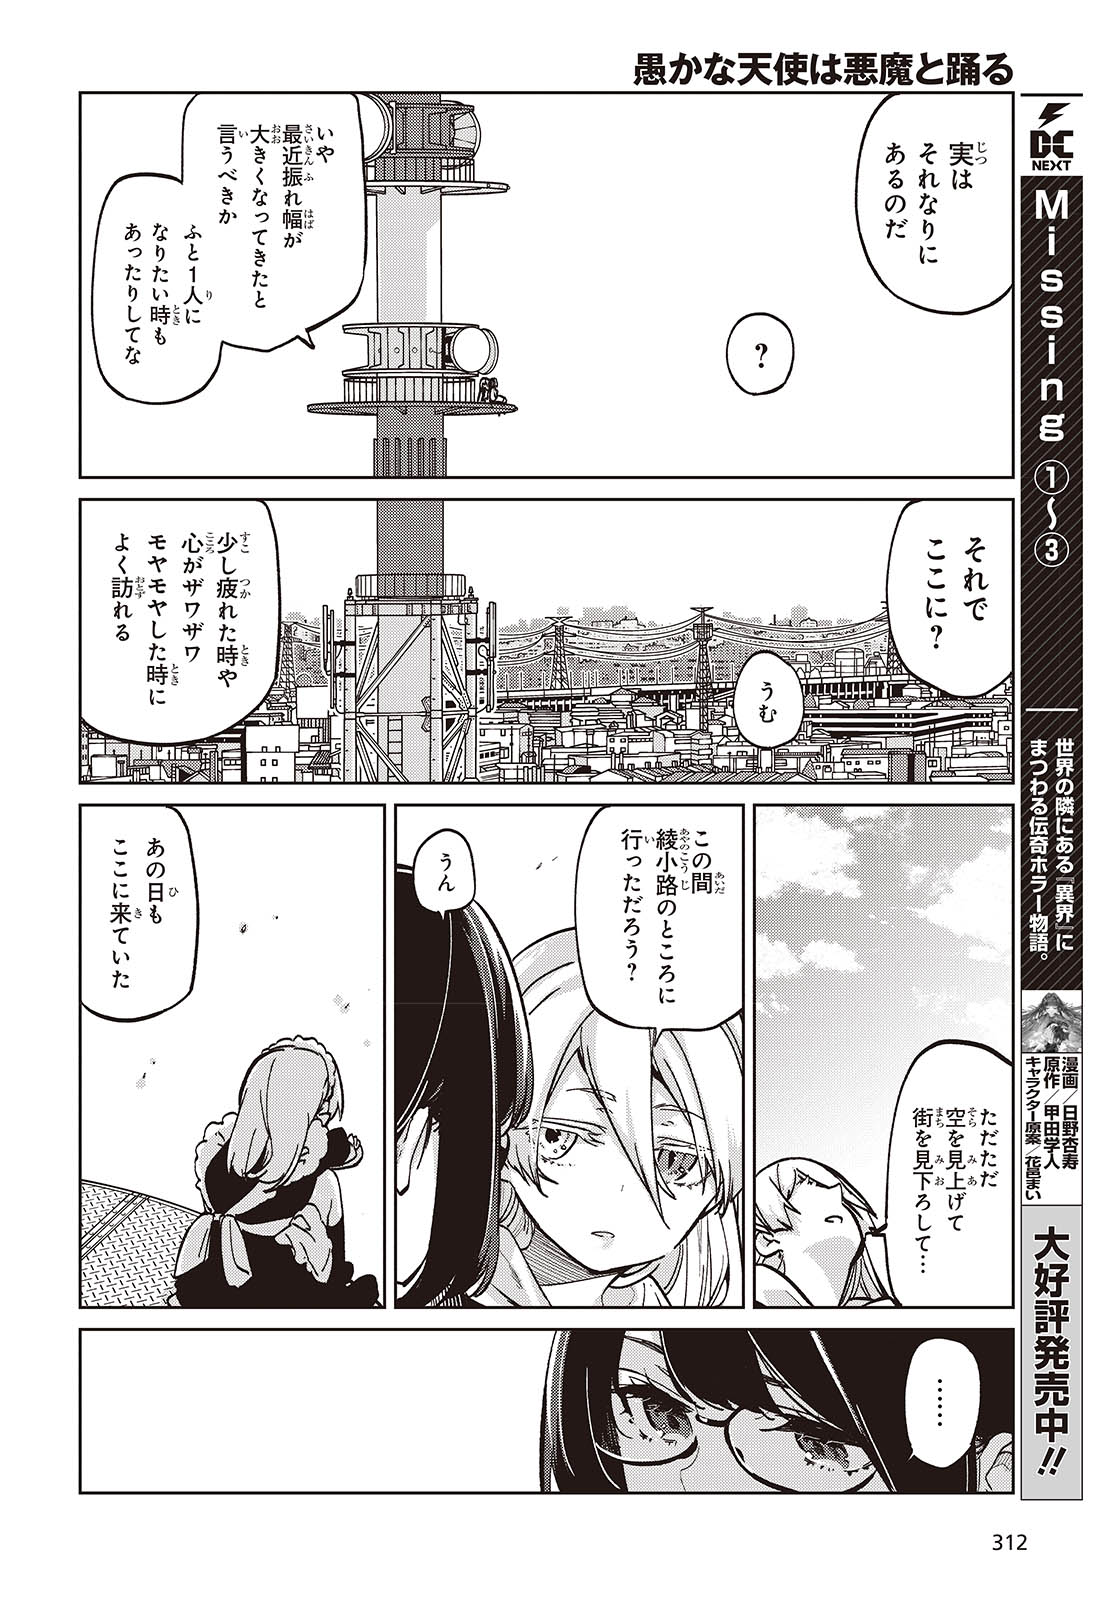 愚かな天使は悪魔と踊る
実は
それなりに
あるのだ
?
いや
最近振れ幅が
大きくなってきたと
言うべきか
ふと1人に
なりたい時も
あったりしてな
それで
ここに?
うむ
少し疲れた時や
心がザワザワ
モヤモヤした時に
よく訪れる
ただただ
空を見上げて
街を見下ろして…
この間
綾小路のところに
行っただろう?
うん
あの日も
ここに来ていた
……
DC
NEXT
Missing ①〜③
世界の隣にある『異界』に
まつわる伝奇ホラー物語。
漫画/日野杏寿
原作/甲田学人
キャラクター原案/花邑まい
大好評発売中!!
312